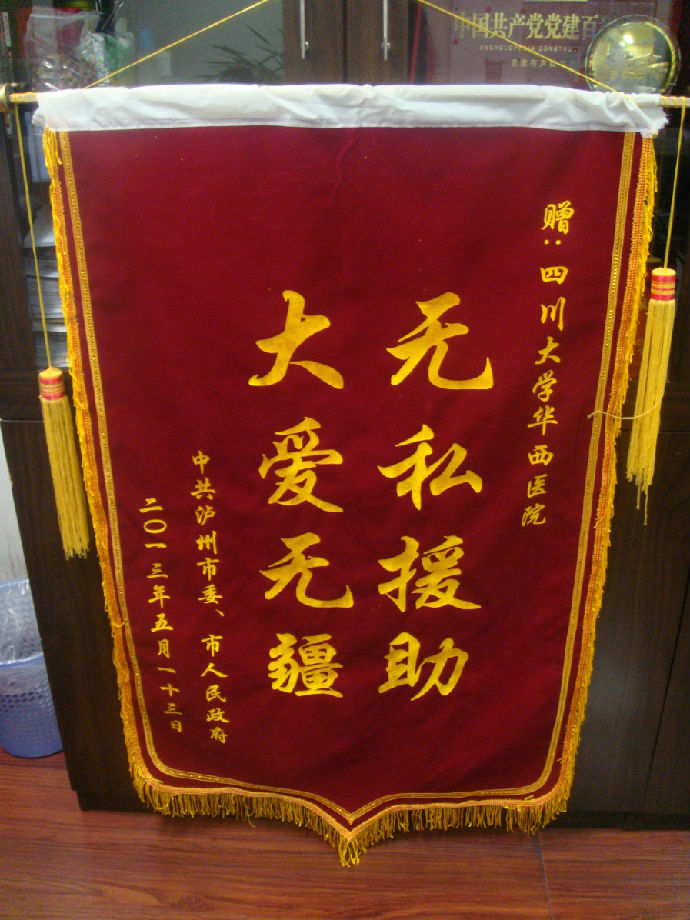 中国共产党党建百
ENCYCLOPEDIA CONSTRU
赠：四川大学华西医院
无私援助
大爱无疆
中共泸州市委、市人民政府
二〇一三年五月一十三日